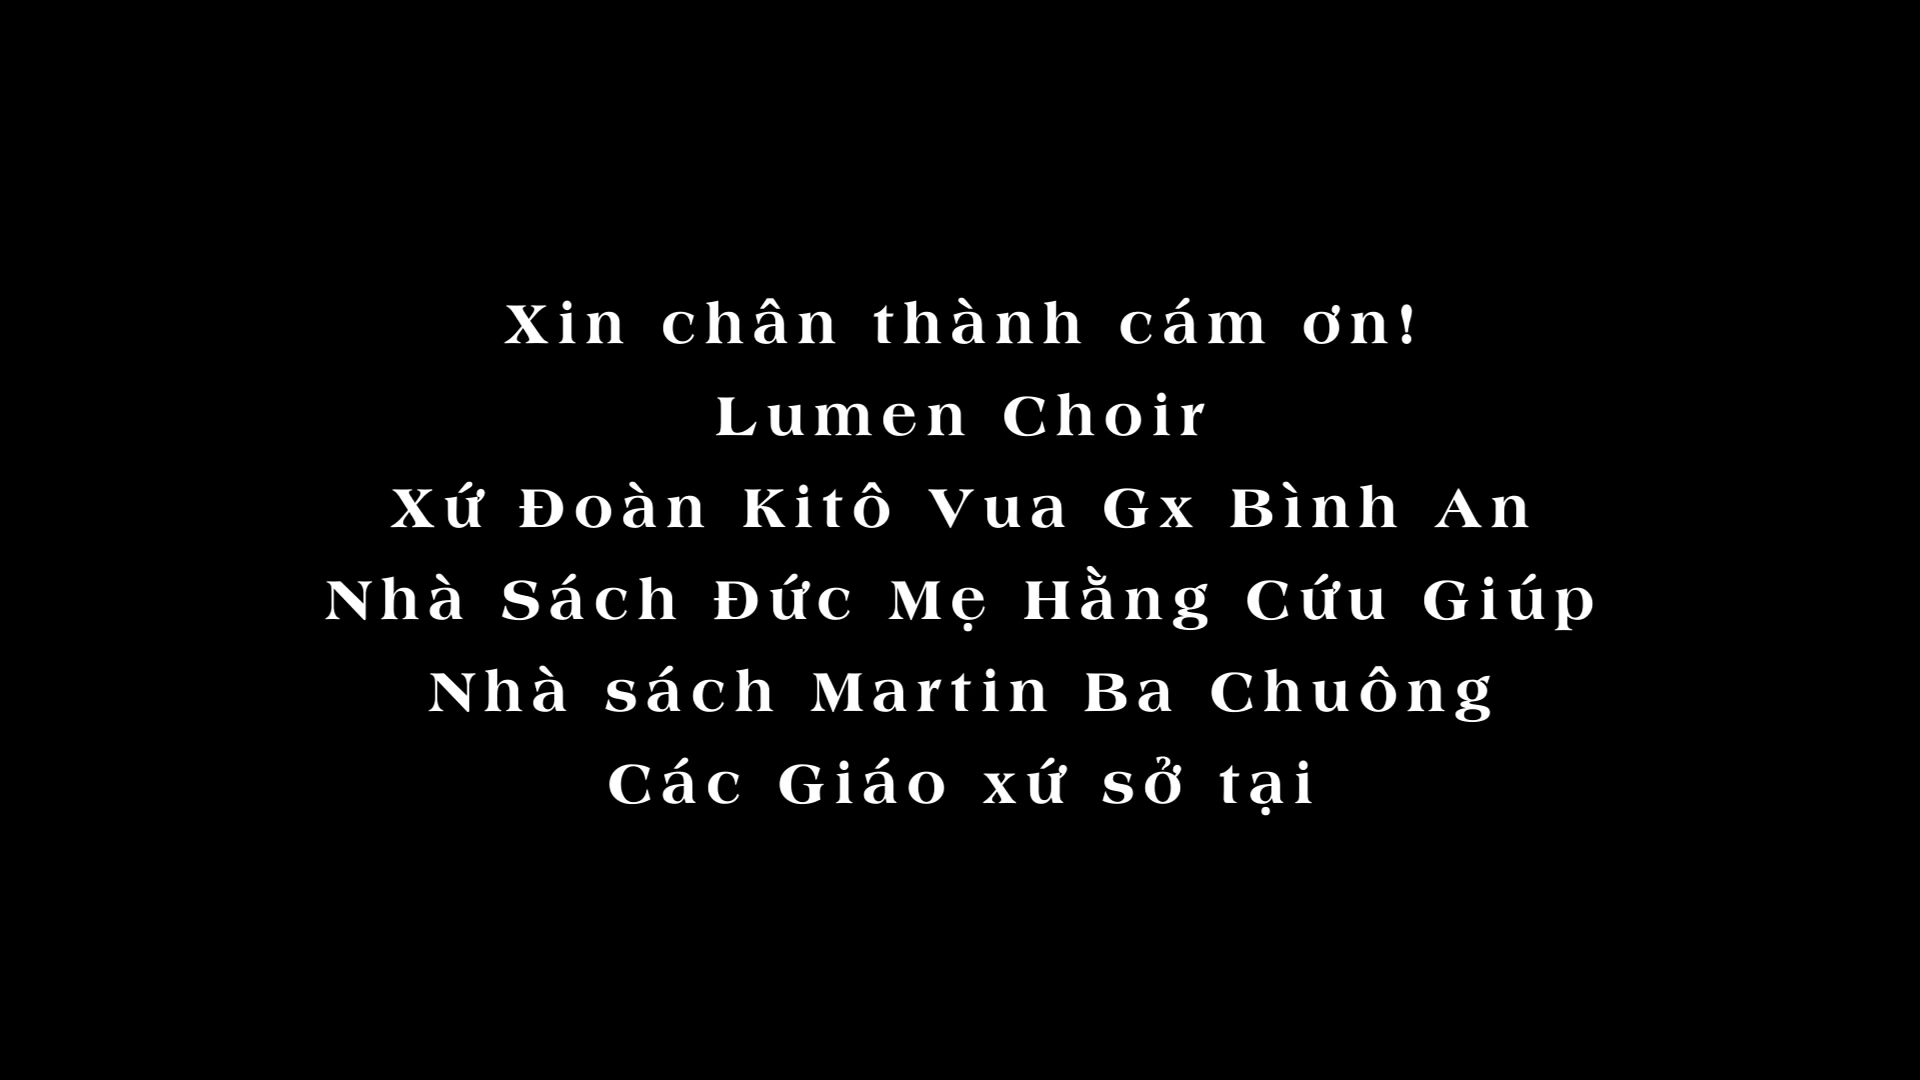 Xin chân thành cám ơn!
Lumen Choir
Xứ Đoàn Kitô Vua Gx Bình An
Nhà Sách Đức Mẹ Hằng Cứu Giúp
Nhà sách Martin Ba Chuông
Các Giáo xứ sở tại